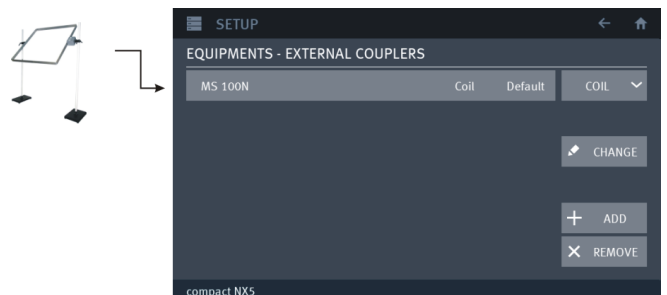 SETUP
EQUIPMENTS - EXTERNAL COUPLERS
MS 100N Coil Default COIL
CHANGE
ADD
REMOVE
compact NX5